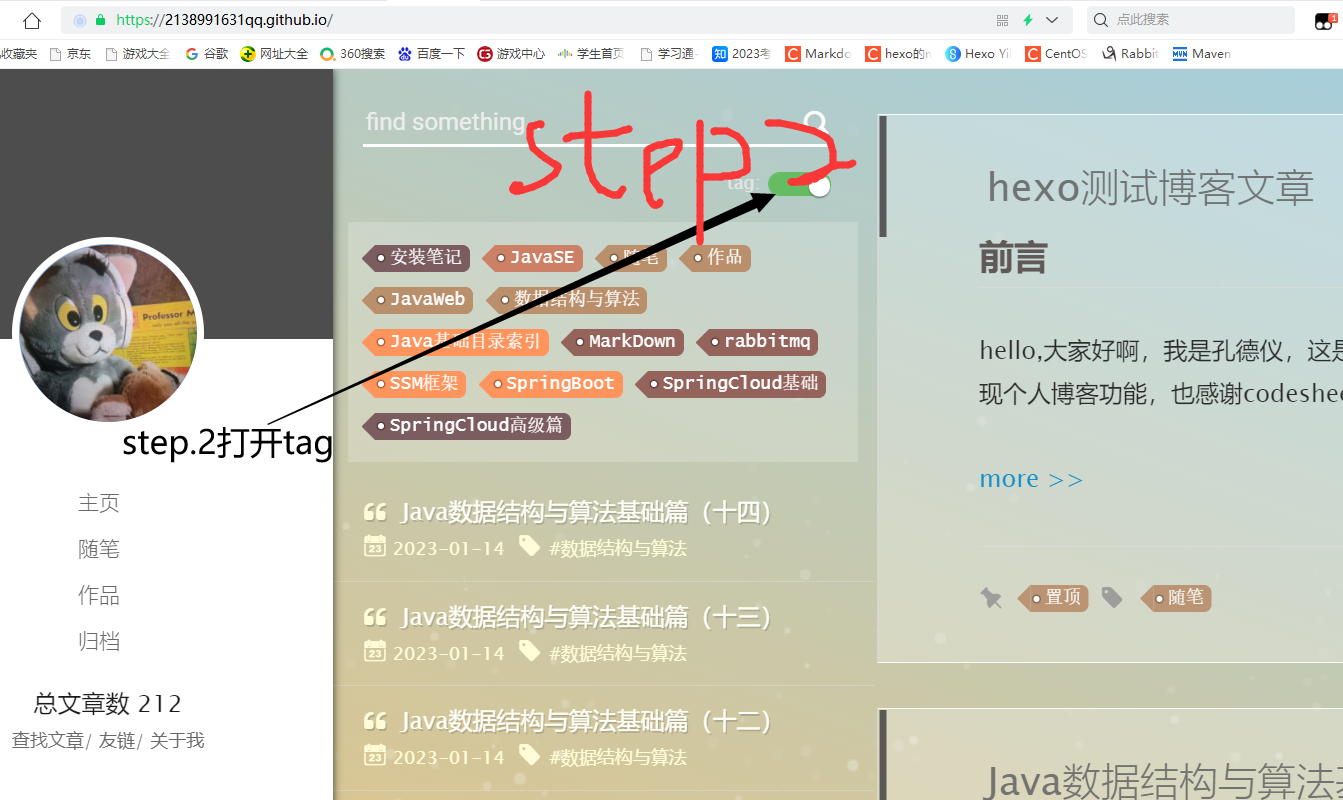 https://2138991631qq.github.io/
点此搜索
1
收藏夹 京东 游戏大全 谷歌 网址大全 360搜索 百度一下 游戏中心 学生首页 学习通- 知 2023考 C Markdo C hexo的n Hexo Yil C CentOS Rabbit Maven
find something
step 2
tag:
安装笔记 JavaSE 随笔 作品
JavaWeb 数据结构与算法
Java基础目录索引 MarkDown rabbitmq
SSM框架 SpringBoot SpringCloud基础
SpringCloud高级篇
step.2打开tag
主页
随笔
作品
归档
总文章数 212
查找文章/ 友链/ 关于我
Java数据结构与算法基础篇（十四）
23 2023-01-14 #数据结构与算法
Java数据结构与算法基础篇（十三）
23 2023-01-14 #数据结构与算法
Java数据结构与算法基础篇（十二）
23 2023-01-14 #数据结构与算法
hexo测试博客文章
前言
hello,大家好啊，我是孔德仪，这是
现个人博客功能，也感谢codeshee
more >>
置顶 随笔
Java数据结构与算法基